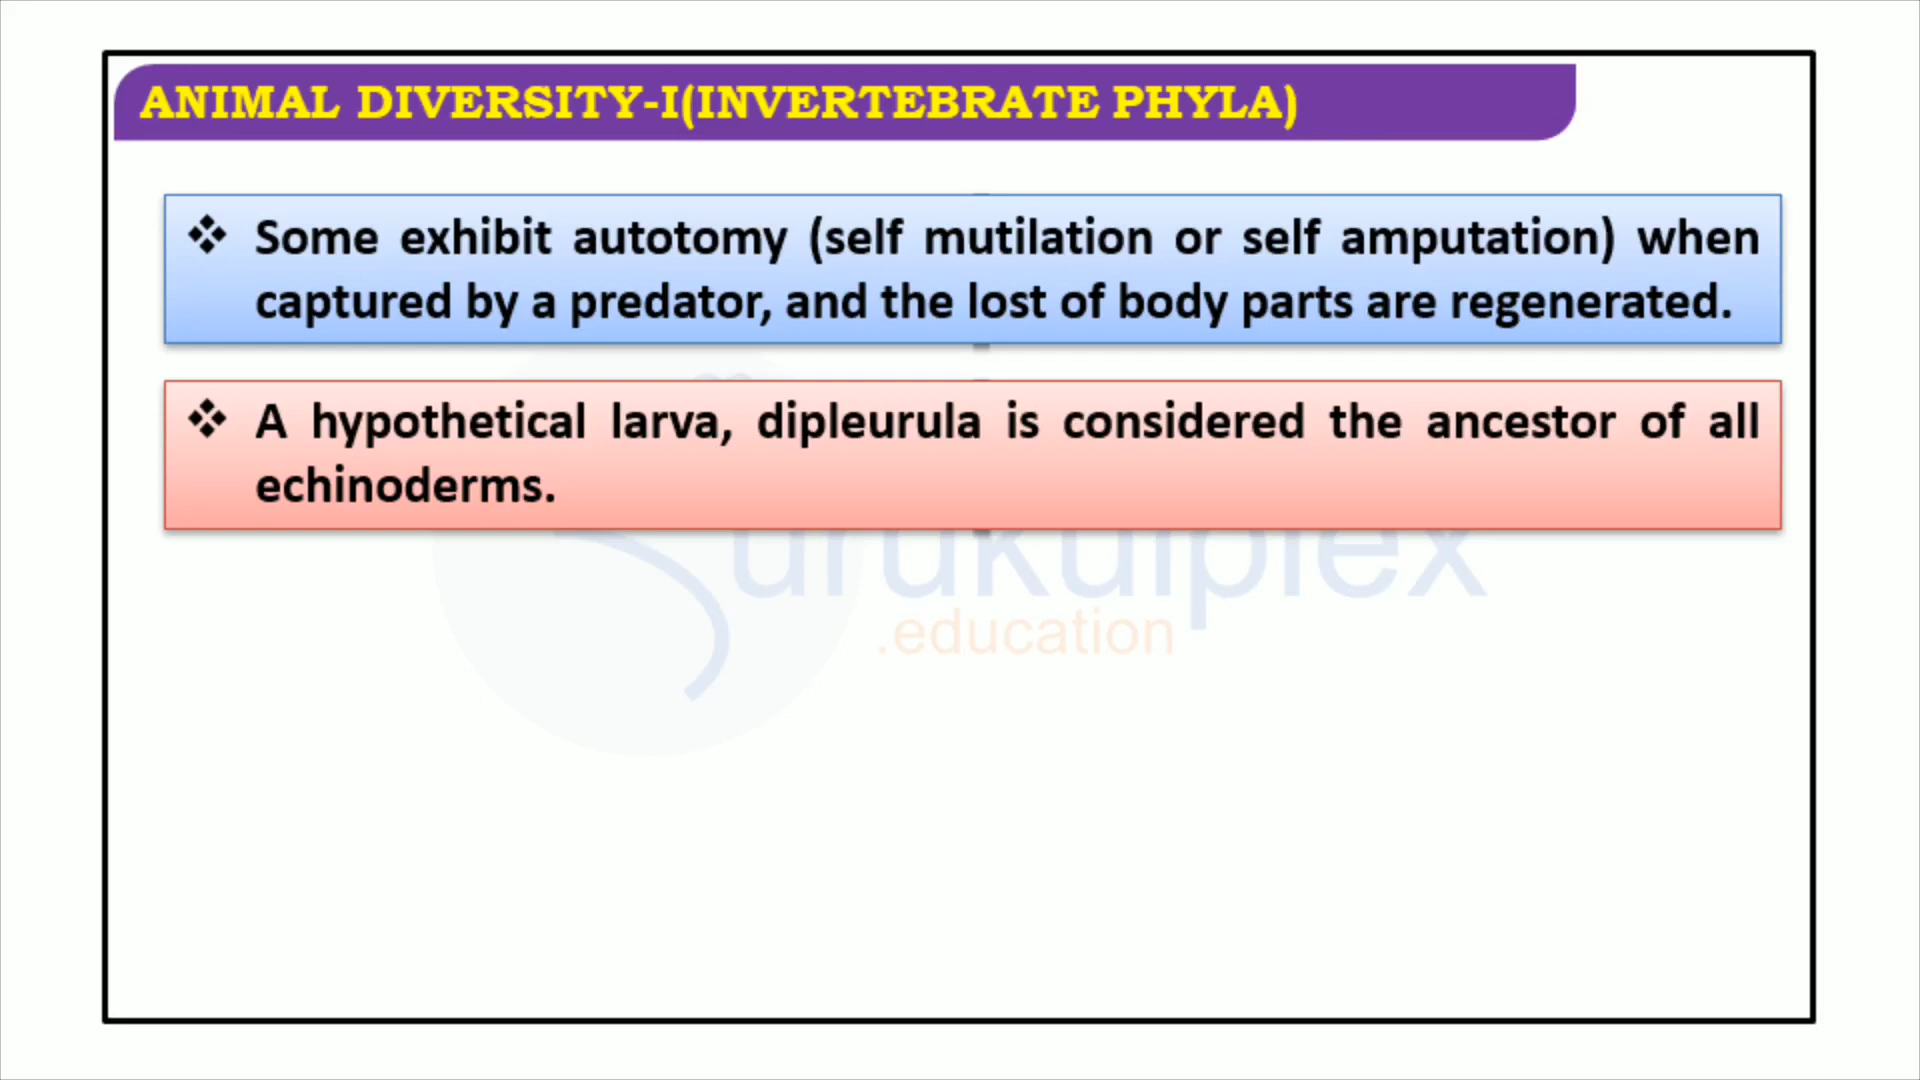 ANIMAL DIVERSITY-I(INVERTEBRATE PHYLA)
❖ Some exhibit autotomy (self mutilation or self amputation) when
captured by a predator, and the lost of body parts are regenerated.
❖ A hypothetical larva, dipleurula is considered the ancestor of all
echinoderms.
urukulplex
.education